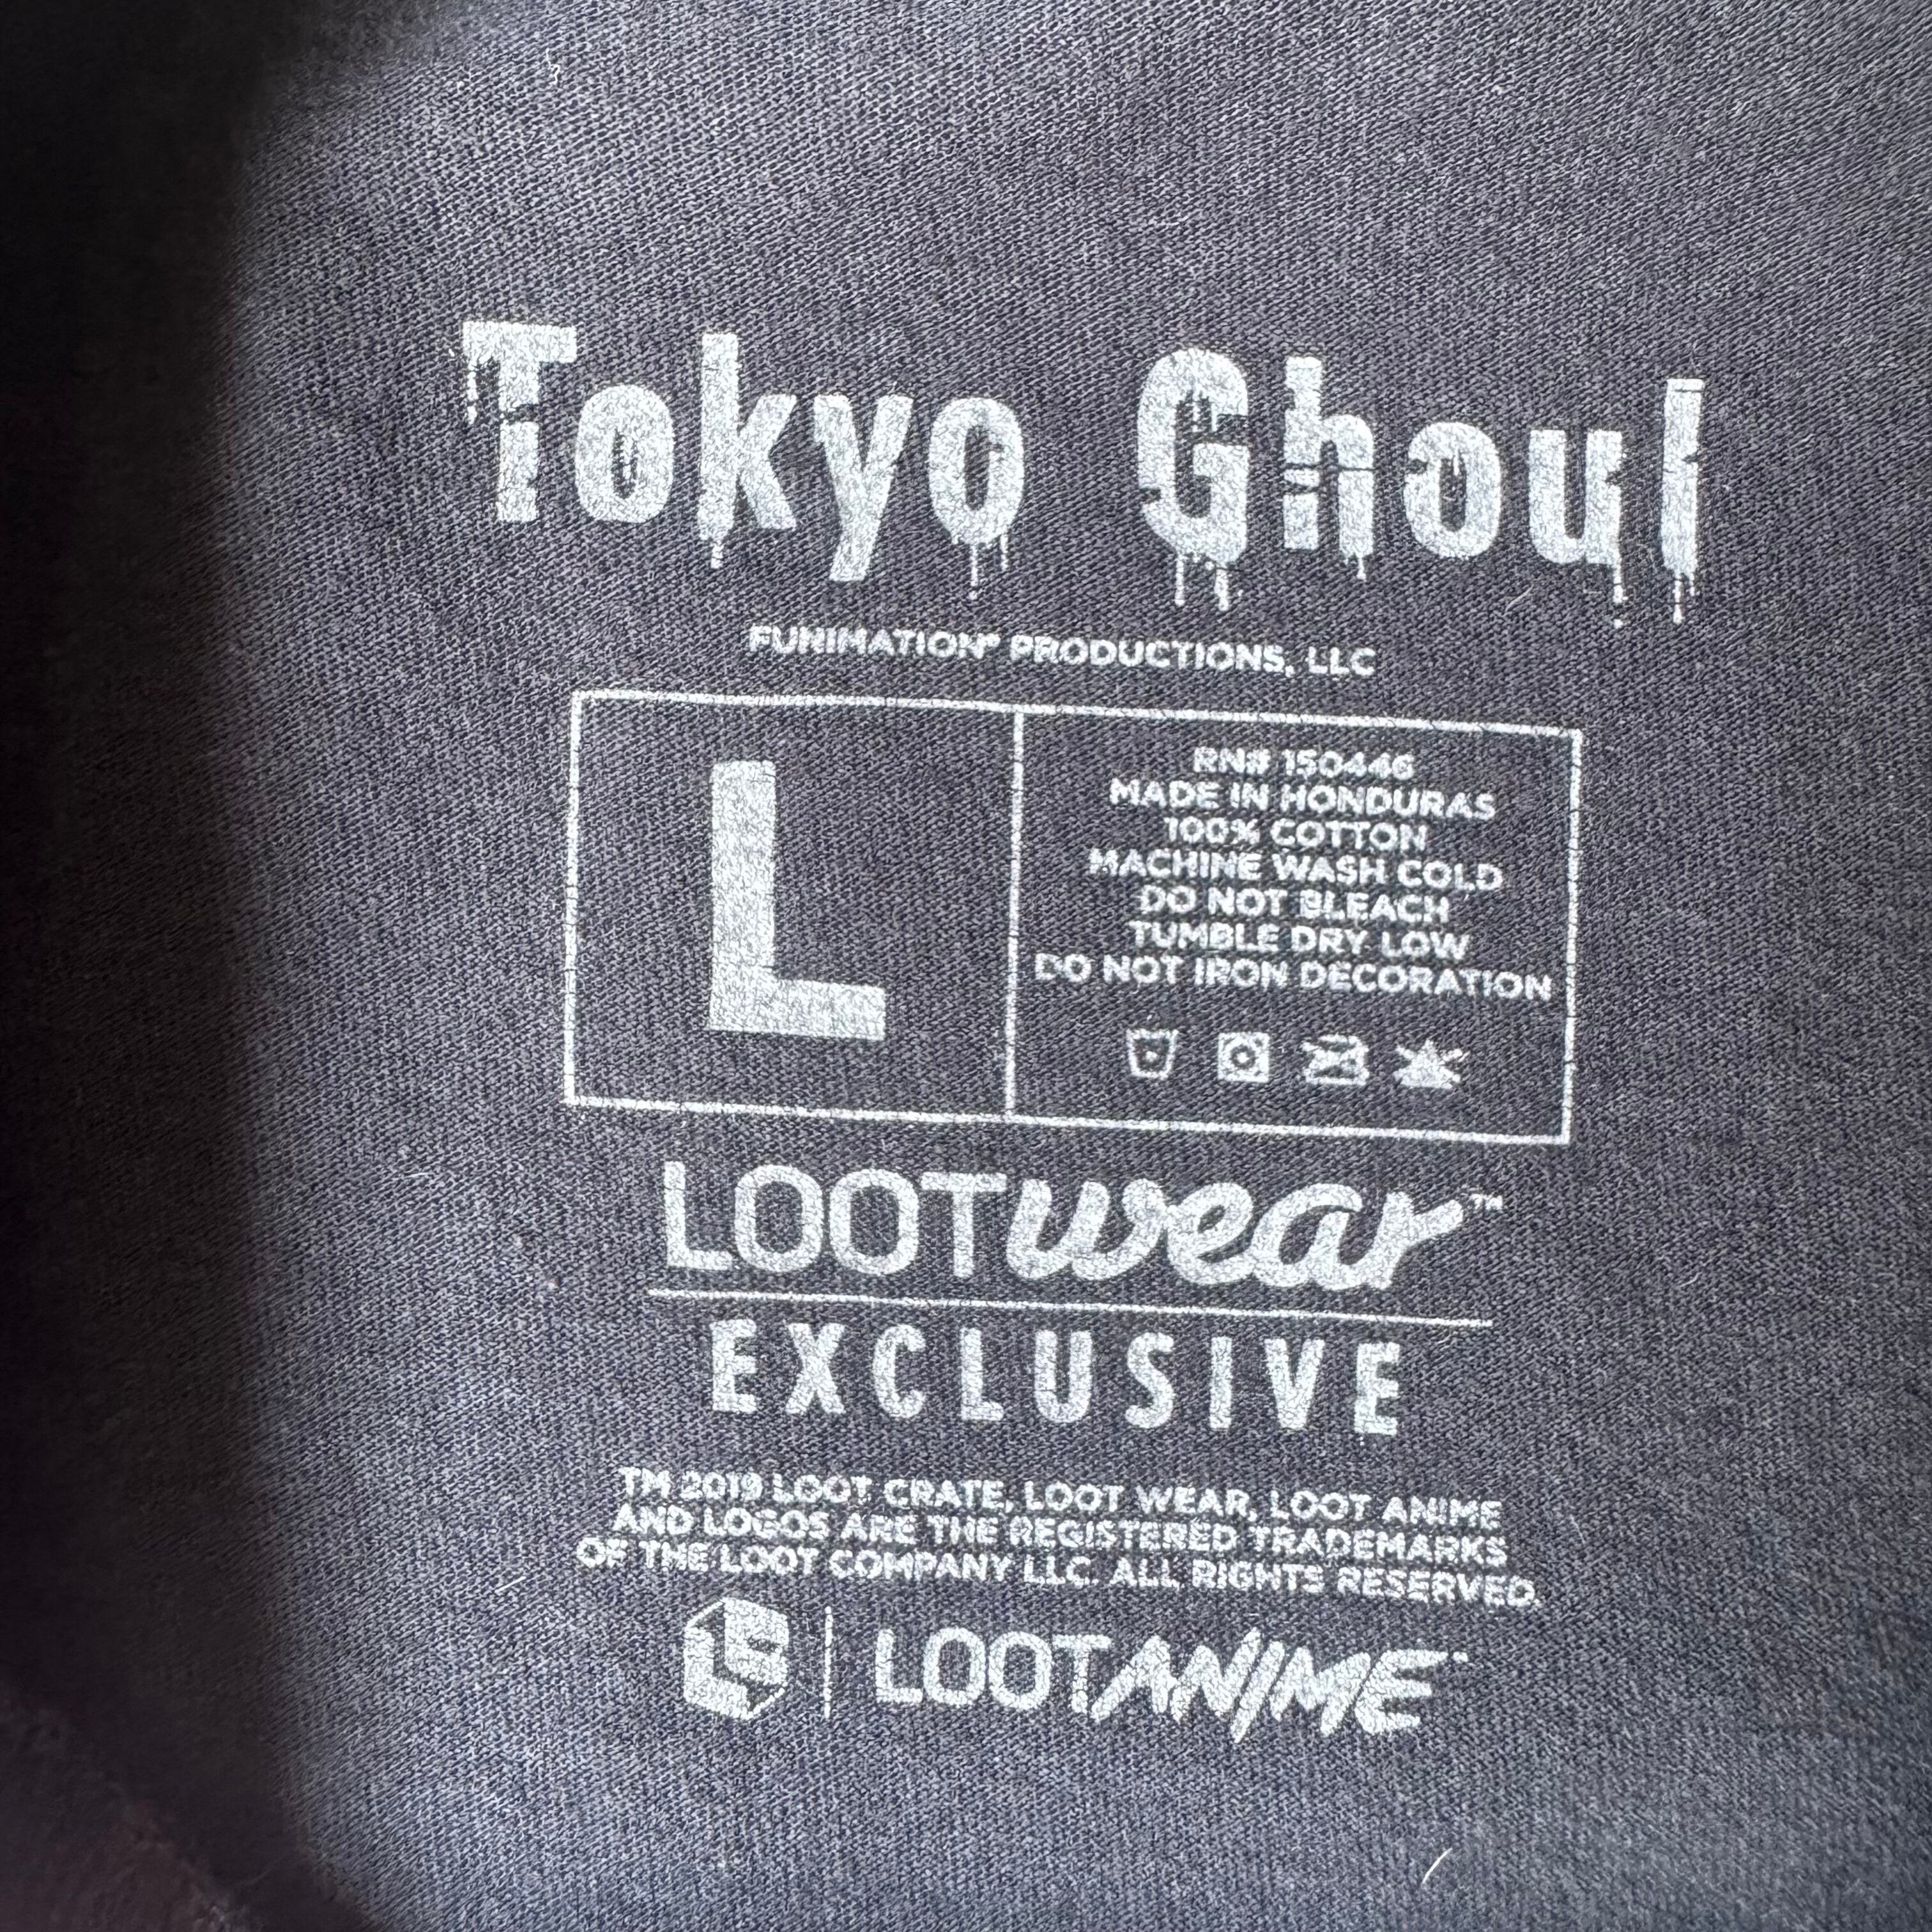 Tokyo Ghoul
FUNIMATION® PRODUCTIONS, LLC
L
RN# 150446
MADE IN HONDURAS
100% COTTON
MACHINE WASH COLD
DO NOT BLEACH
TUMBLE DRY LOW
DO NOT IRON DECORATION
LOOTwear™
EXCLUSIVE
TM 2019 LOOT CRATE, LOOT WEAR, LOOT ANIME
AND LOGOS ARE THE REGISTERED TRADEMARKS
OF THE LOOT COMPANY LLC. ALL RIGHTS RESERVED.
LOOTANIME™